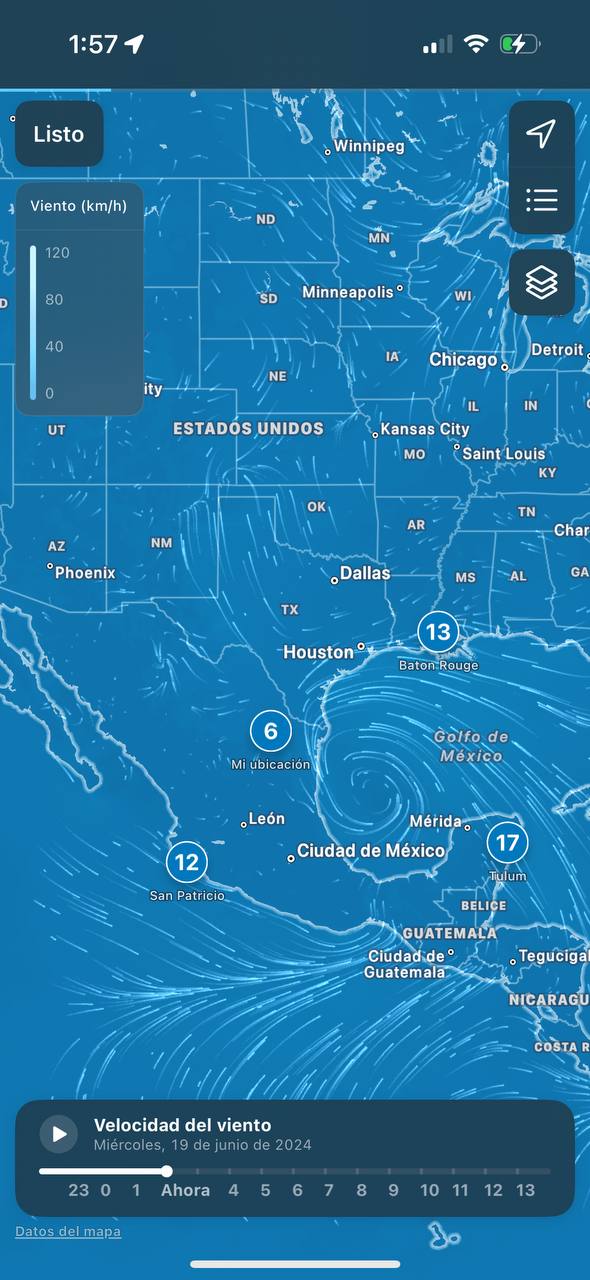 1:57
Listo
Winnipeg
Viento (km/h)
120
80
40
0
ND
MN
SD
Minneapolis
WI
D
IA
Chicago
Detroit
NE
ity
IL
IN
UT
ESTADOS UNIDOS
Kansas City
MO
Saint Louis
KY
OK
AR
TN
Char
AZ
NM
Phoenix
Dallas
MS
AL
GA
TX
13
Houston
Baton Rouge
6
Mi ubicación
Golfo de
México
León
Mérida
17
Ciudad de México
12
Tulum
San Patricio
BELICE
GUATEMALA
Ciudad de
Guatemala
Tegucigal
NICARAGU
COSTA R
Velocidad del viento
Miércoles, 19 de junio de 2024
23 0 1 Ahora 4 5 6 7 8 9 10 11 12 13
Datos del mapa